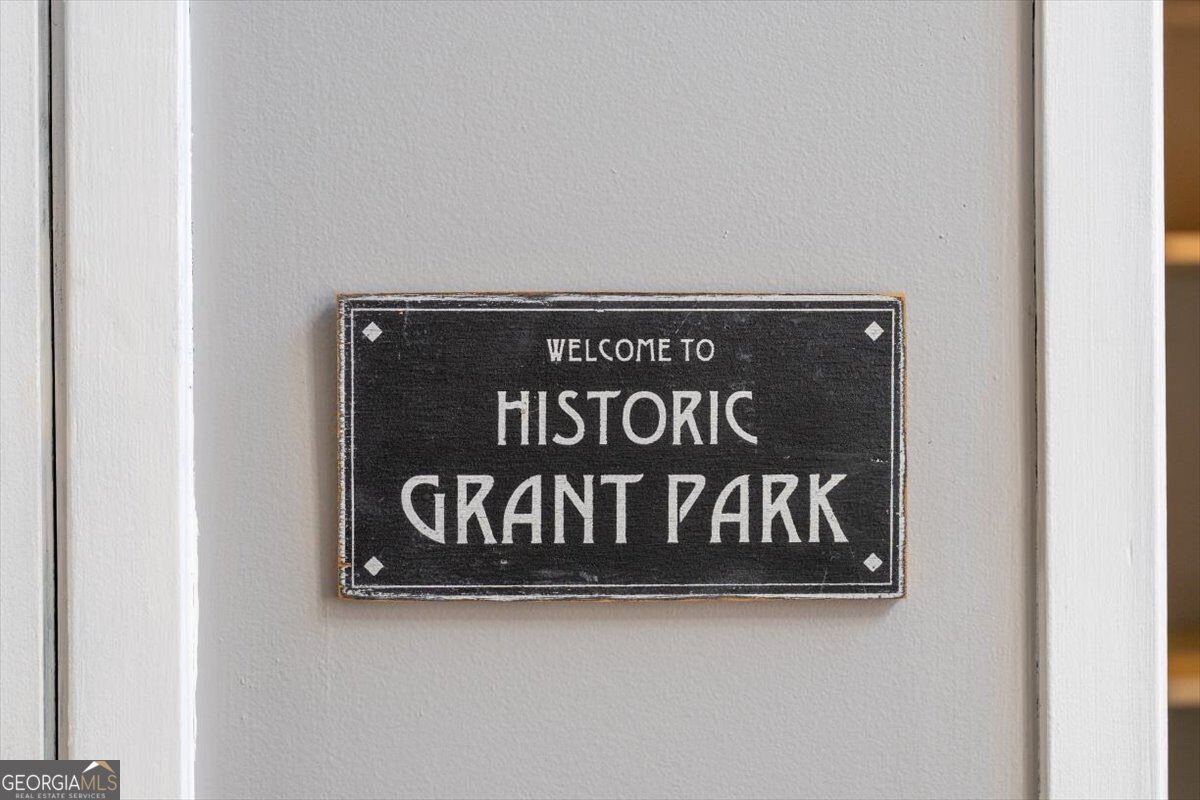 WELCOME TO
HISTORIC
GRANT PARK
GEORGIAMLS
REAL ESTATE SERVICES